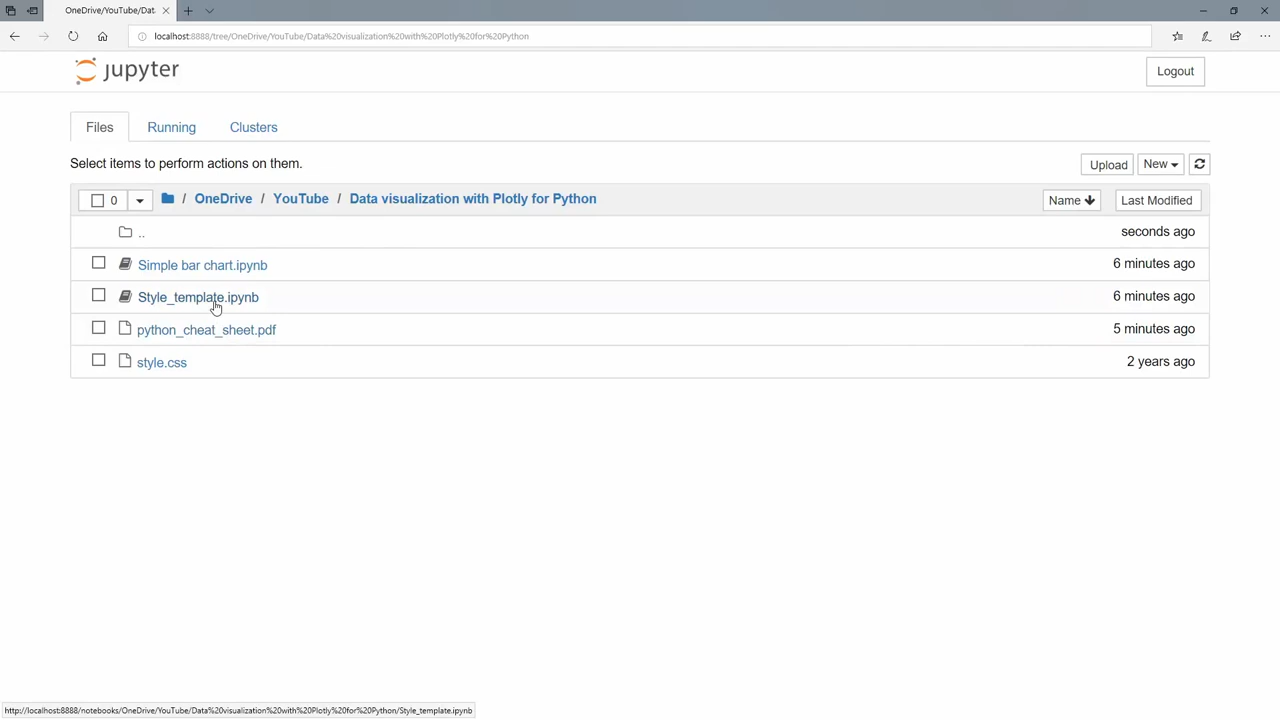 OneDrive/YouTube/Dat
localhost:8888/tree/OneDrive/YouTube/Data%20visualization%20with%20Plotly%20for%20Python
jupyter
Logout
Files Running Clusters
Select items to perform actions on them.
Upload New
0 / OneDrive / YouTube / Data visualization with Plotly for Python Name Last Modified
.. seconds ago
Simple bar chart.ipynb 6 minutes ago
Style_template.ipynb 6 minutes ago
python_cheat_sheet.pdf 5 minutes ago
style.css 2 years ago
http://localhost:8888/notebooks/OneDrive/YouTube/Data%20visualization%20with%20Plotly%20for%20Python/Style_template.ipynb